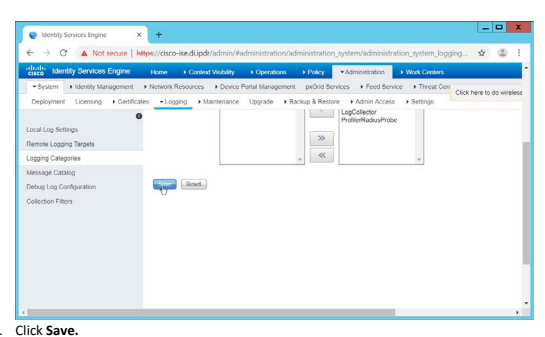 Identity Services Engine
Not secure | https://cisco-ise.di.ipdr/admin/#administration/administration_system/administration_system_logging...
CISCO Identity Services Engine Home Context Visibility Operations Policy Administration Work Centers
System Identity Management Network Resources Device Portal Management pxGrid Services Feed Service Threat Cen
Click here to do wireless
Deployment Licensing Certificates Logging Maintenance Upgrade Backup & Restore Admin Access Settings
Local Log Settings
Remote Logging Targets
Logging Categories
Message Catalog
Debug Log Configuration
Collection Filters
LogCollector
ProfilerRadiusProbe
Save Reset
. Click Save.